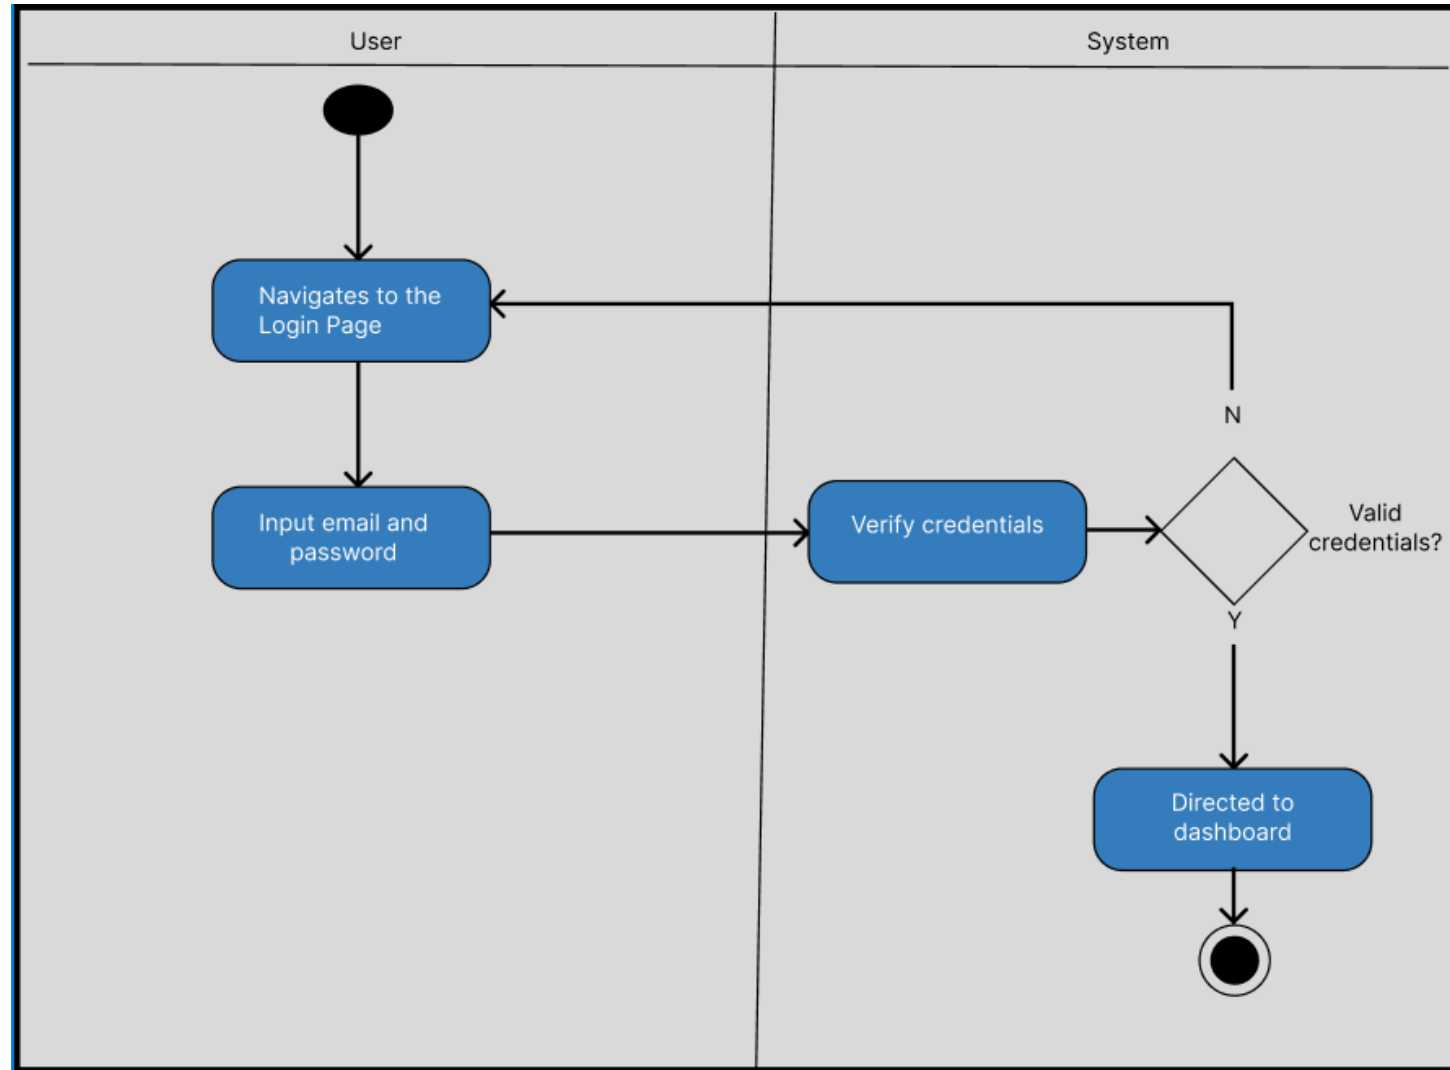 User
System
Navigates to the
Login Page
N
Input email and
password
Verify credentials
Valid
credentials?
Y
Directed to
dashboard